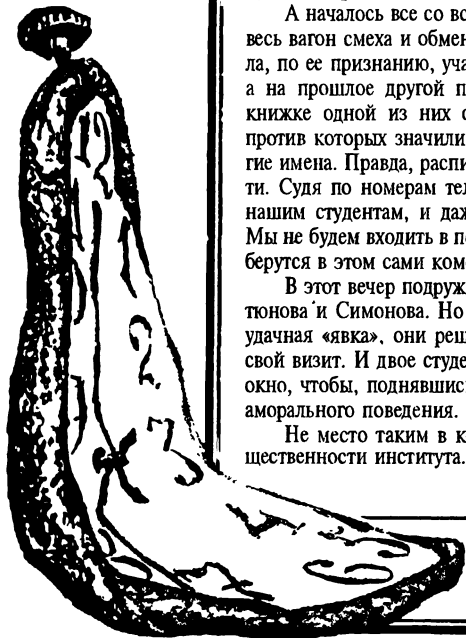 А началось все со вс
весь вагон смеха и обмен
ла, по ее признанию, уча
а на прошлое другой п
книжке одной из них с
против которых значили
гие имена. Правда, распи
ти. Судя по номерам тел
нашим студентам, и даж
Мы не будем входить в по
берутся в этом сами ком
В этот вечер подруж
тюнова и Симонова. Но
удачная «явка», они реш
свой визит. И двое студе
окно, чтобы, поднявшис
аморального поведения.
Не место таким в к
щественности института.